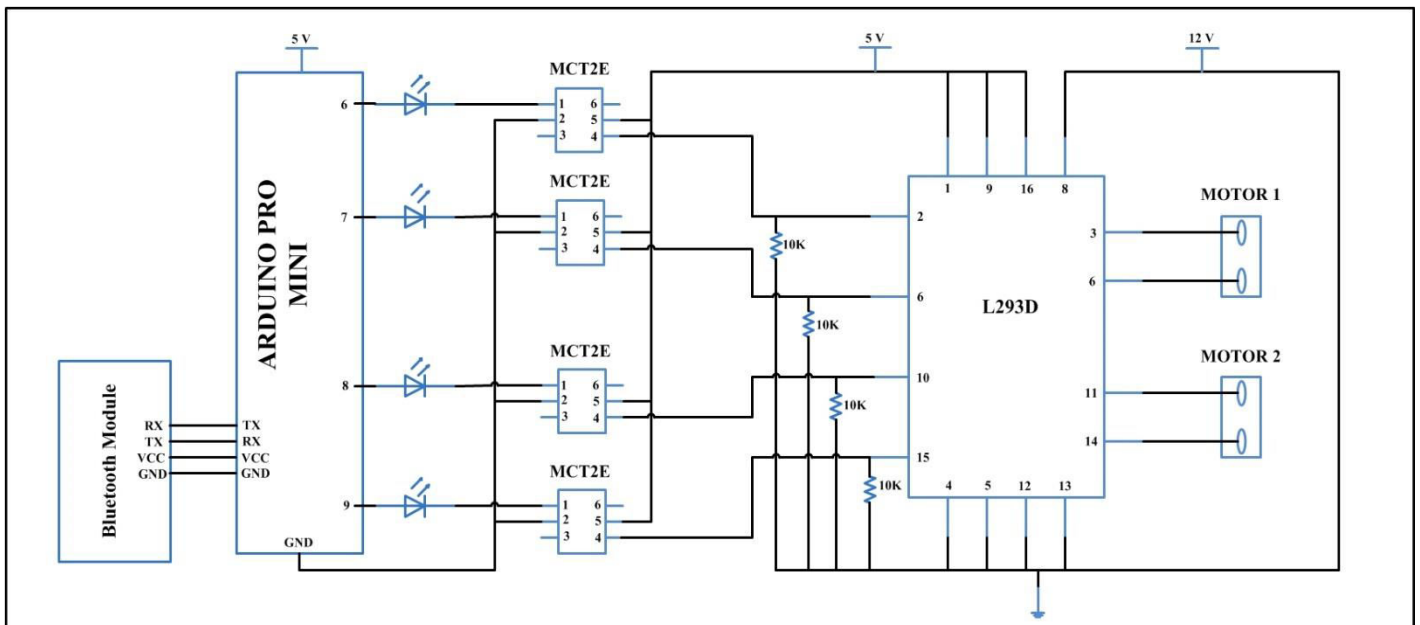 5 V
5 V
12 V
ARDUINO PRO
MINI
6
7
8
9
TX
RX
VCC
GND
GND
Bluetooth Module
RX
TX
VCC
GND
MCT2E
1
2
3
6
5
4
MCT2E
1
2
3
6
5
4
MCT2E
1
2
3
6
5
4
MCT2E
1
2
3
6
5
4
10K
10K
10K
10K
L293D
1
9
16
8
2
6
10
15
3
6
11
14
4
5
12
13
MOTOR 1
MOTOR 2